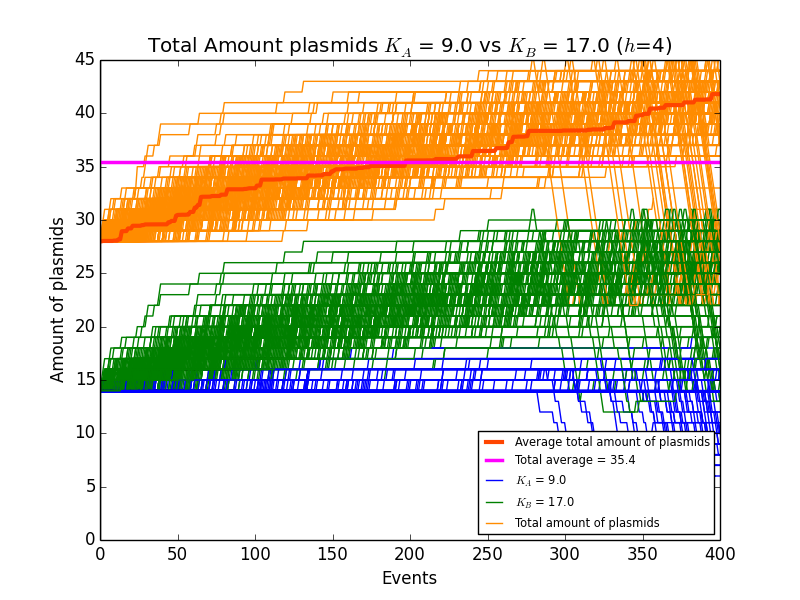 Total Amount plasmids K_A = 9.0 vs K_B = 17.0 (h=4)
45
40
35
30
25
20
15
10
5
0
Amount of plasmids
Average total amount of plasmids
Total average = 35.4
K_A = 9.0
K_B = 17.0
Total amount of plasmids
0 50 100 150 200 250 300 350 400
Events